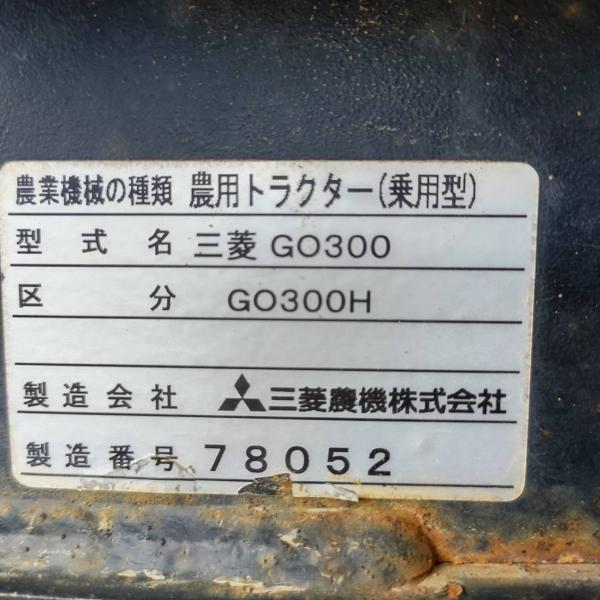 農業機械の種類 農用トラクター(乗用型)
型式名 三菱 GO300
区分 GO300H
製造会社 三菱農機株式会社
製造番号 78052